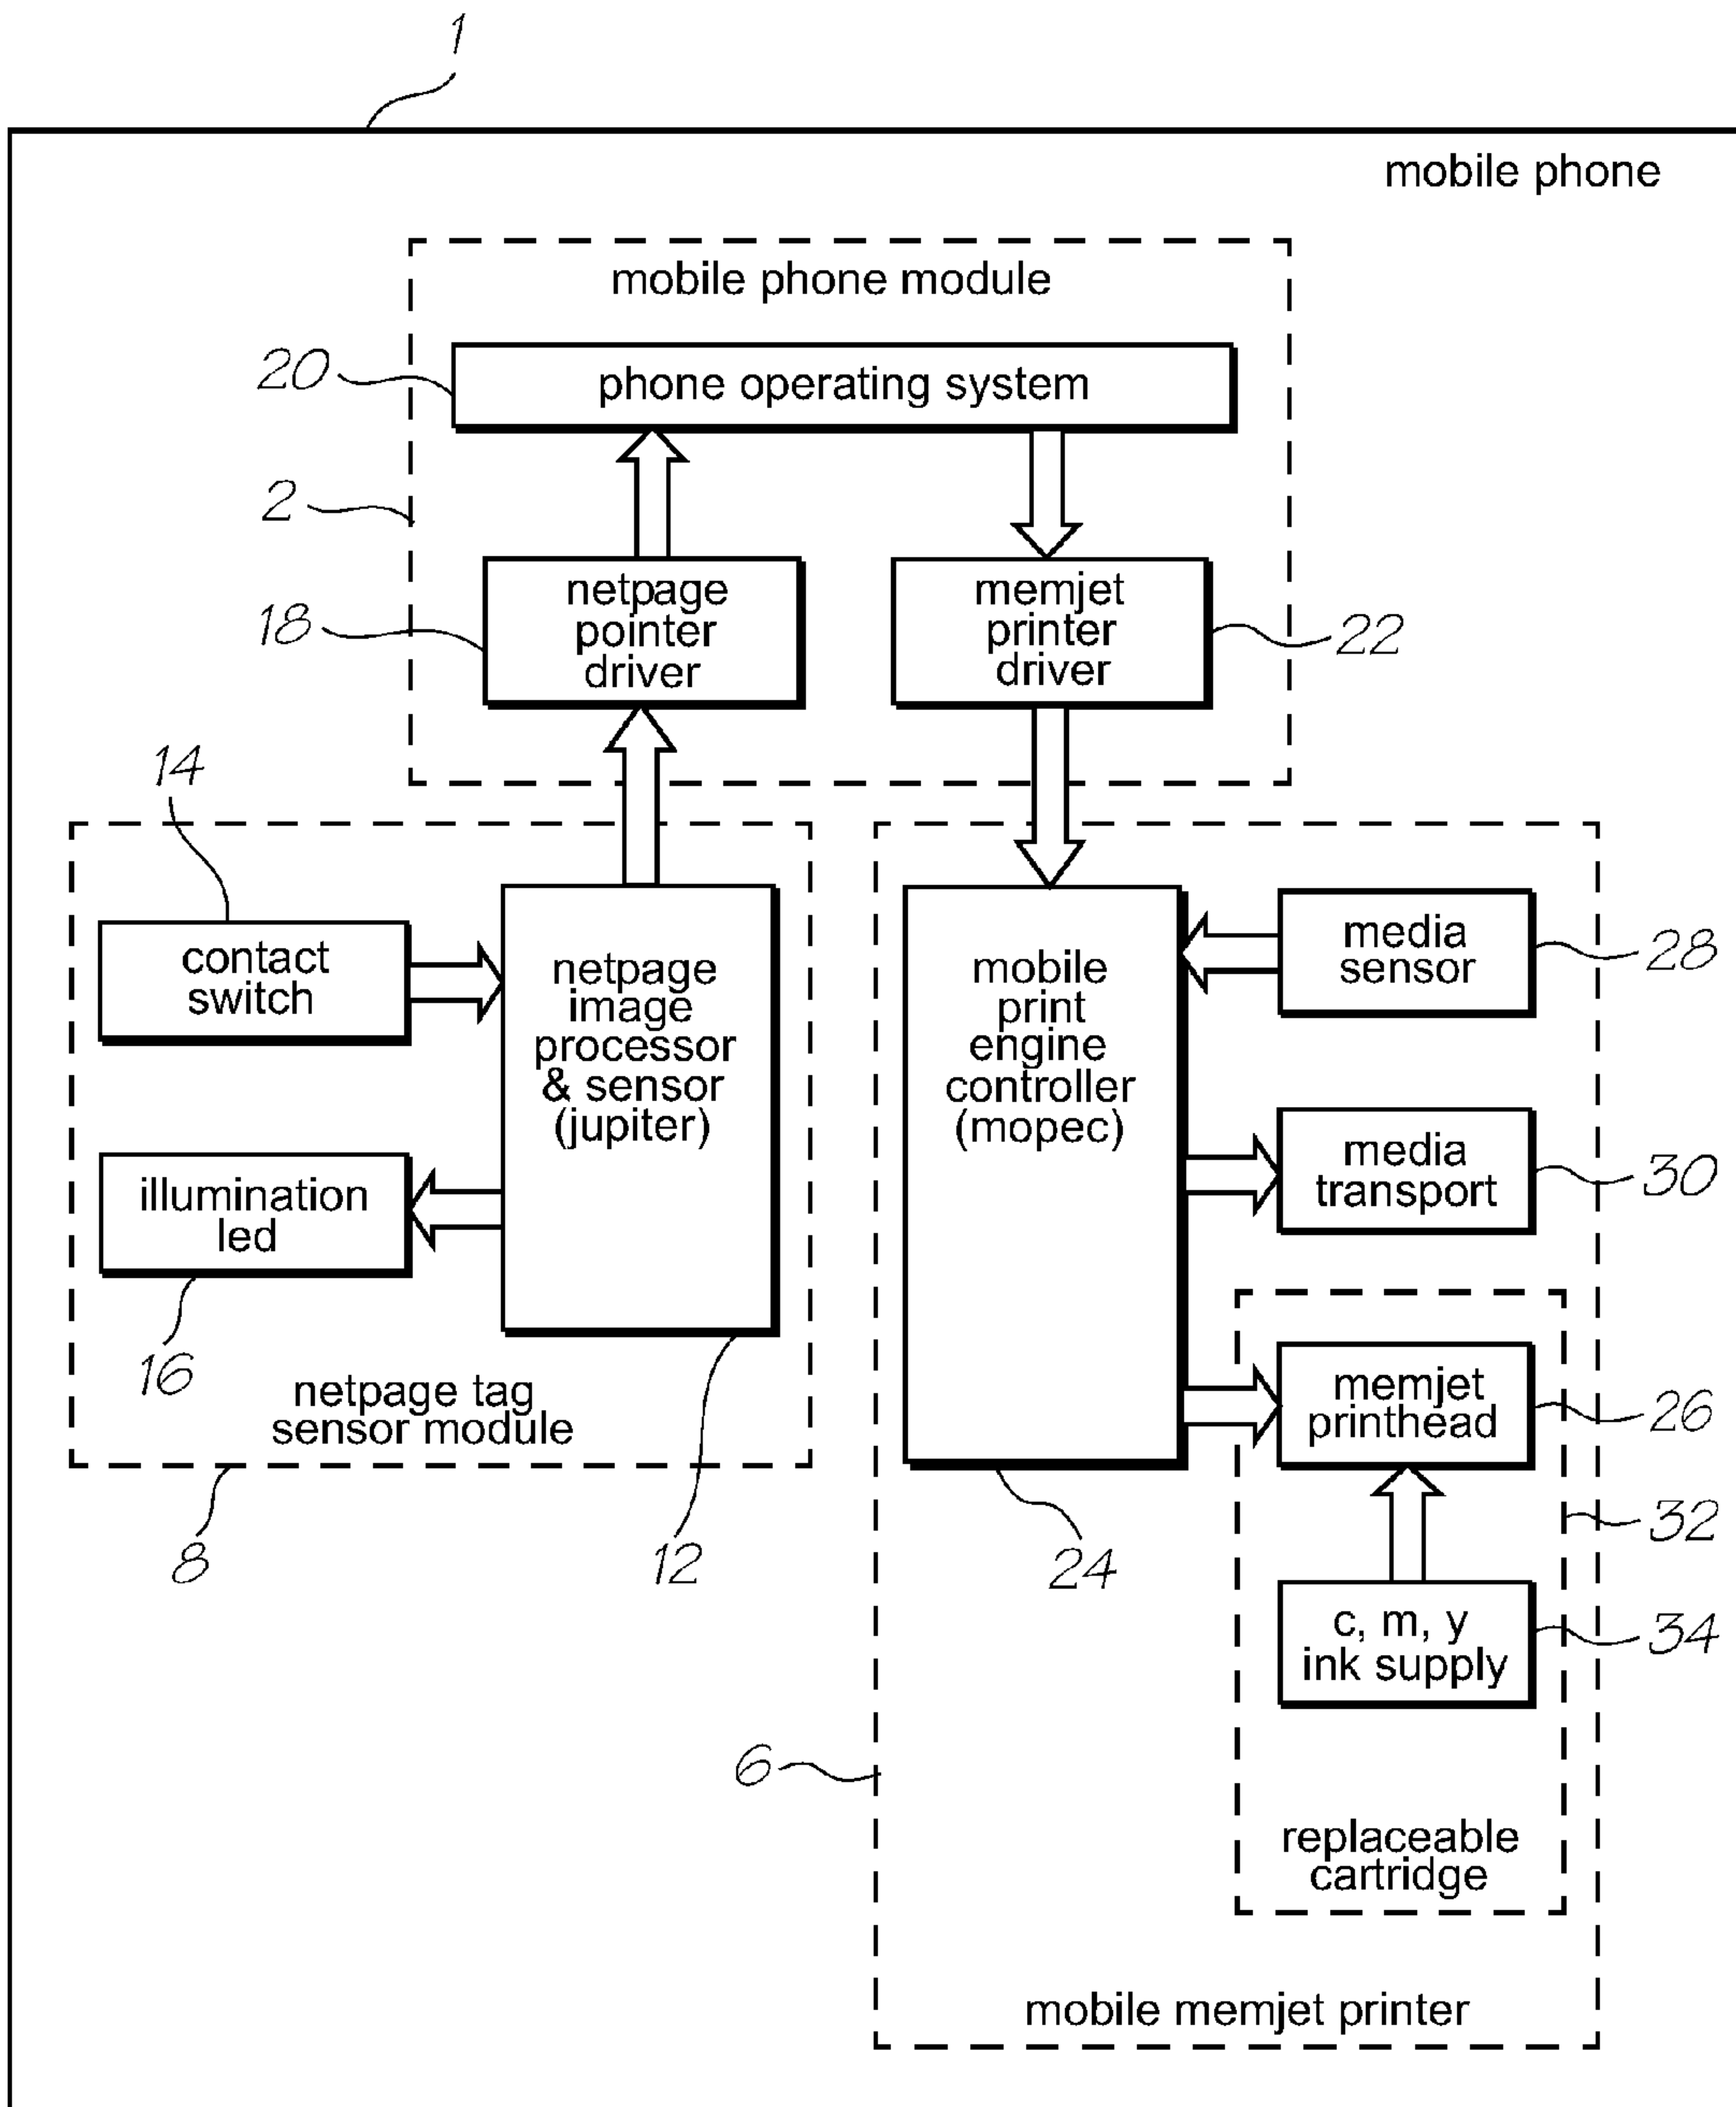 1
mobile phone
mobile phone module
20
phone operating system
2
18
netpage
pointer
driver
memjet
printer
driver
22
14
contact
switch
netpage
image
processor
& sensor
(jupiter)
illumination
led
16
netpage tag
sensor module
8
12
mobile
print
engine
controller
(mopec)
media
sensor
28
media
transport
30
memjet
printhead
26
24
32
c, m, y
ink supply
34
6
replaceable
cartridge
mobile memjet printer